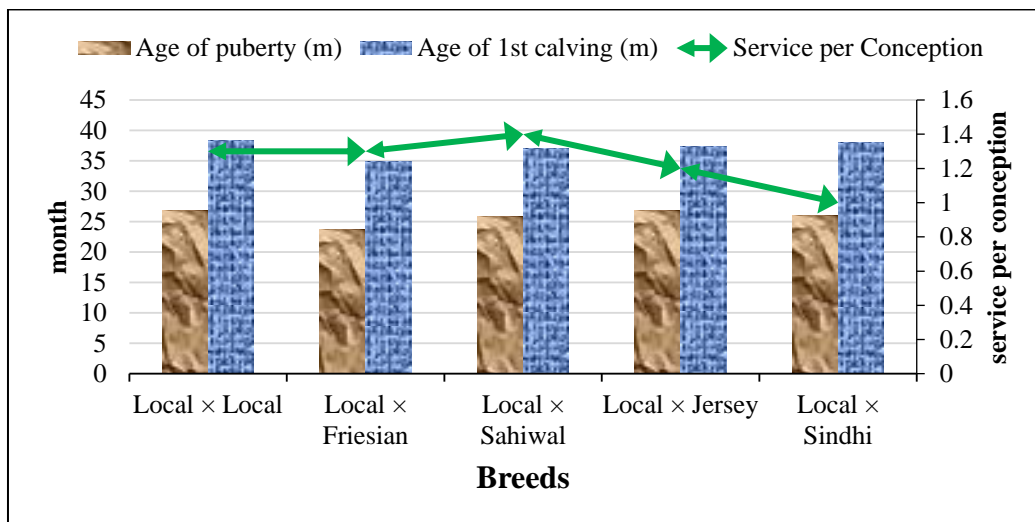 Age of puberty (m) Age of 1st calving (m) Service per Conception
45
40
35
30
25
20
15
10
5
0
month
1.6
1.4
1.2
1
0.8
0.6
0.4
0.2
0
service per conception
Local × Local
Local ×
Friesian
Local ×
Sahiwal
Local × Jersey
Local ×
Sindhi
Breeds